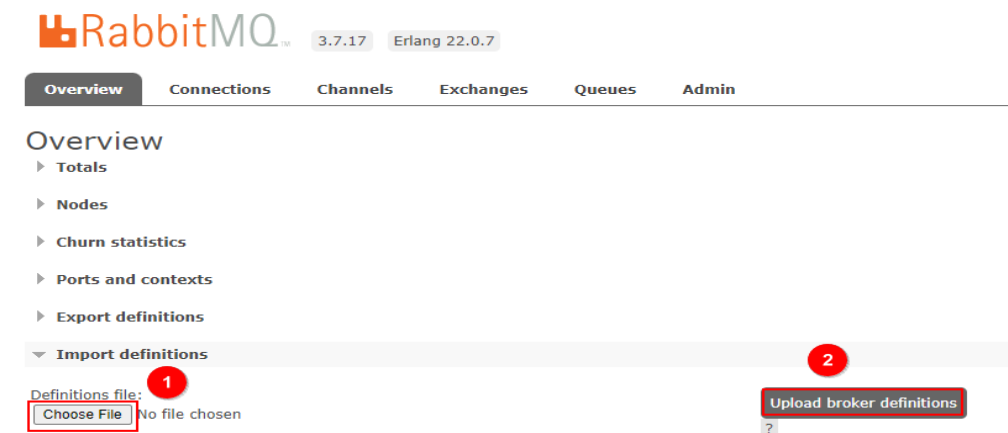 RabbitMQ™ 3.7.17 Erlang 22.0.7
Overview Connections Channels Exchanges Queues Admin
Overview
Totals
Nodes
Churn statistics
Ports and contexts
Export definitions
Import definitions
2
1
Definitions file:
Choose File No file chosen
Upload broker definitions
?